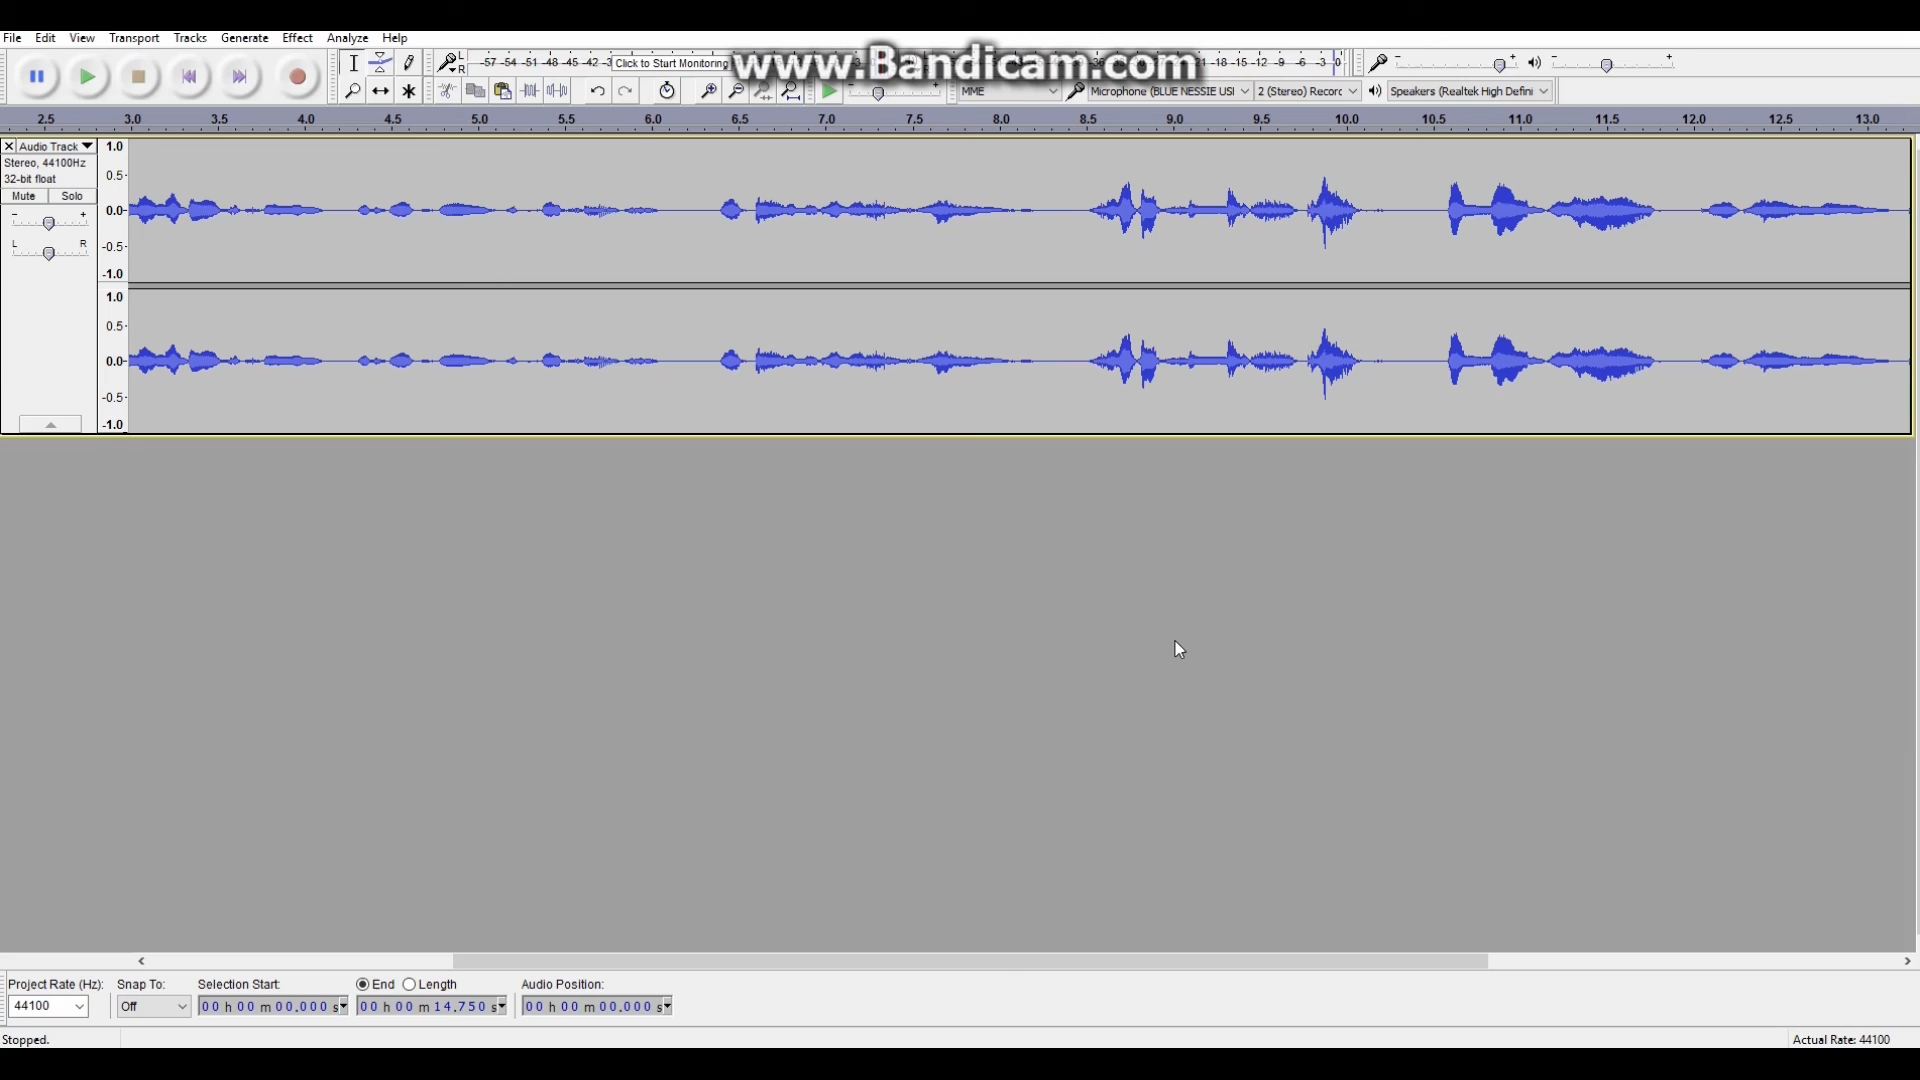 File Edit View Transport Tracks Generate Effect Analyze Help
L
R
-57 -54 -51 -48 -45 -42 -3 Click to Start Monitoring -18 -15 -12 -9 -6 -3 0
www.Bandicam.com
MME Microphone (BLUE NESSIE USI 2 (Stereo) Recorc Speakers (Realtek High Defini
2.5 3.0 3.5 4.0 4.5 5.0 5.5 6.0 6.5 7.0 7.5 8.0 8.5 9.0 9.5 10.0 10.5 11.0 11.5 12.0 12.5 13.0
Audio Track 1.0
Stereo, 44100Hz
32-bit float 0.5
Mute Solo
- + 0.0
L R -0.5
-1.0
1.0
0.5
0.0
-0.5
-1.0
Project Rate (Hz): Snap To: Selection Start: End Length Audio Position:
44100 Off 00 h 00 m 00.000 s 00 h 00 m 14.750 s 00 h 00 m 00.000 s
Stopped. Actual Rate: 44100